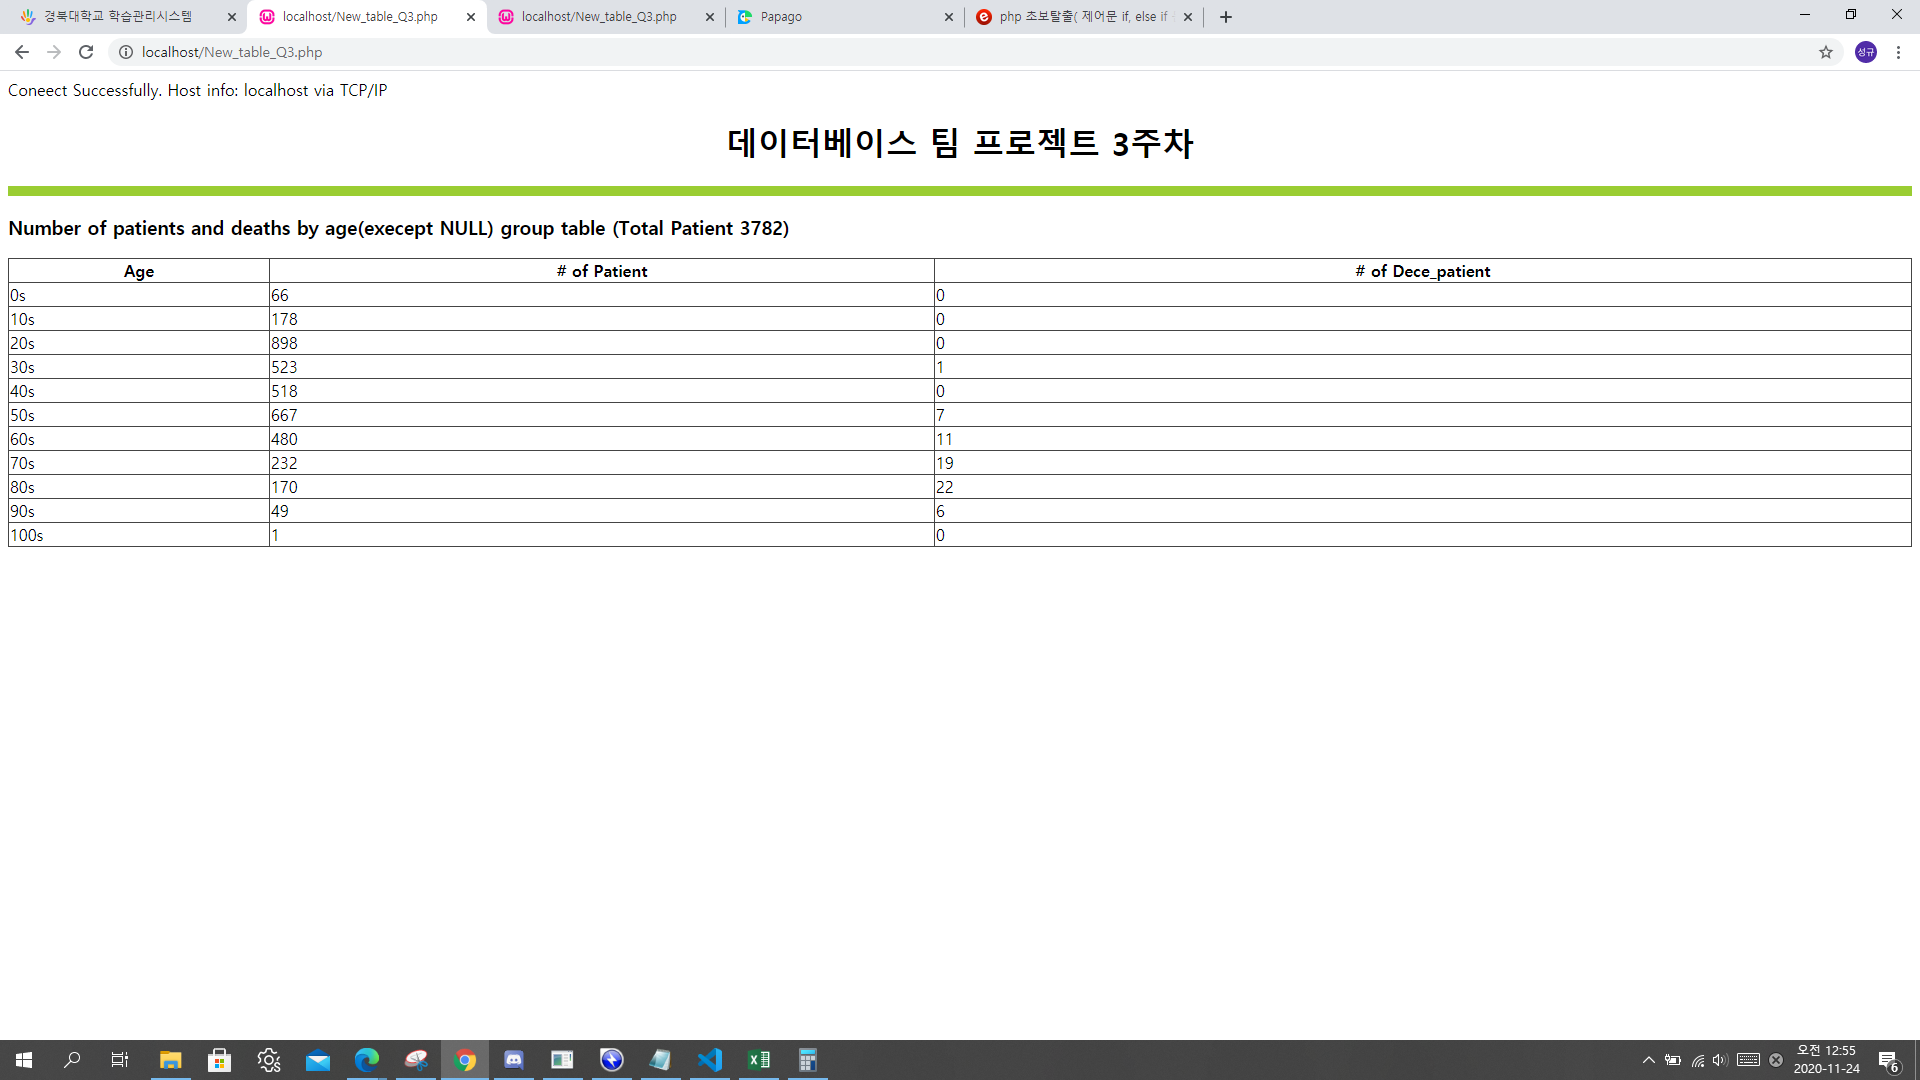 경북대학교 학습관리시스템
localhost/New_table_Q3.php
localhost/New_table_Q3.php
Papago
php 초보탈출( 제어문 if, else if
localhost/New_table_Q3.php
성규
Coneect Successfully. Host info: localhost via TCP/IP
데이터베이스 팀 프로젝트 3주차
Number of patients and deaths by age(execept NULL) group table (Total Patient 3782)
Age # of Patient # of Dece_patient
0s 66 0
10s 178 0
20s 898 0
30s 523 1
40s 518 0
50s 667 7
60s 480 11
70s 232 19
80s 170 22
90s 49 6
100s 1 0
오전 12:55
2020-11-24
6